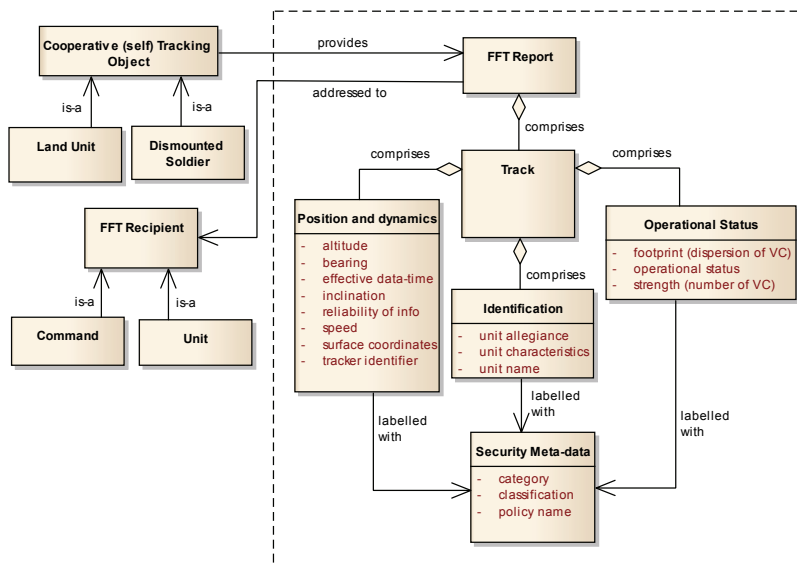 Cooperative (self) Tracking
Object
provides
FFT Report
addressed to
is-a
is-a
Land Unit
Dismounted
Soldier
comprises
comprises
Track
comprises
FFT Recipient
Position and dynamics
- altitude
- bearing
- effective data-time
- inclination
- reliability of info
- speed
- surface coordinates
- tracker identifier
Operational Status
- footprint (dispersion of VC)
- operational status
- strength (number of VC)
comprises
is-a
is-a
Command
Unit
Identification
- unit allegiance
- unit characteristics
- unit name
labelled
with
labelled
with
labelled
with
Security Meta-data
- category
- classification
- policy name